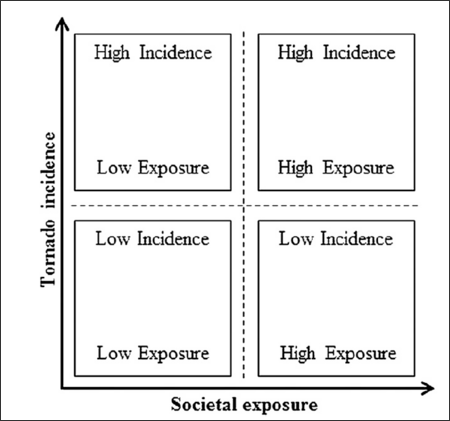 High Incidence
Low Exposure
High Incidence
High Exposure
Low Incidence
Low Exposure
Low Incidence
High Exposure
Tornado incidence
Societal exposure